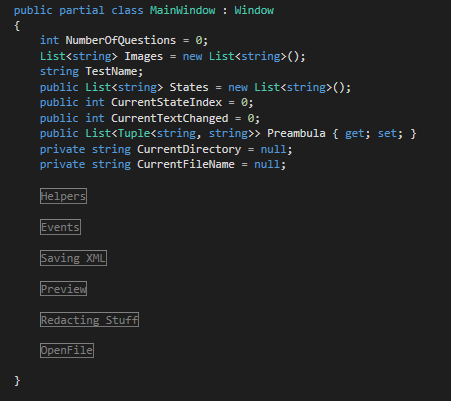 public partial class MainWindow : Window
{
int NumberOfQuestions = 0;
List<string> Images = new List<string>();
string TestName;
public List<string> States = new List<string>();
public int CurrentStateIndex = 0;
public int CurrentTextChanged = 0;
public List<Tuple<string, string>> Preambula { get; set; }
private string CurrentDirectory = null;
private string CurrentFileName = null;
Helpers
Events
Saving XML
Preview
Redacting Stuff
OpenFile
}